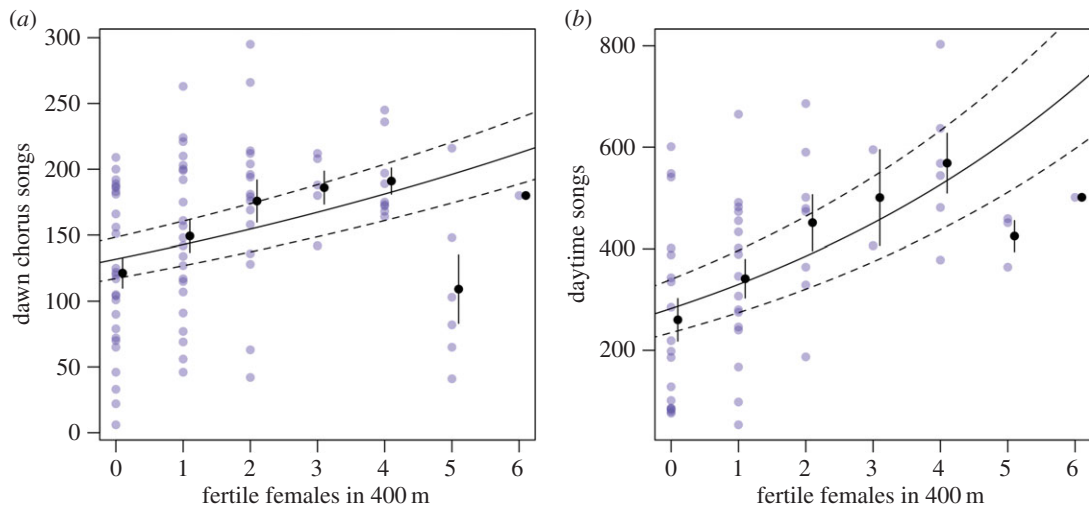 (a)
300
250
200
150
100
50
0
dawn chorus songs
0 1 2 3 4 5 6
fertile females in 400 m
(b)
800
600
400
200
daytime songs
0 1 2 3 4 5 6
fertile females in 400 m